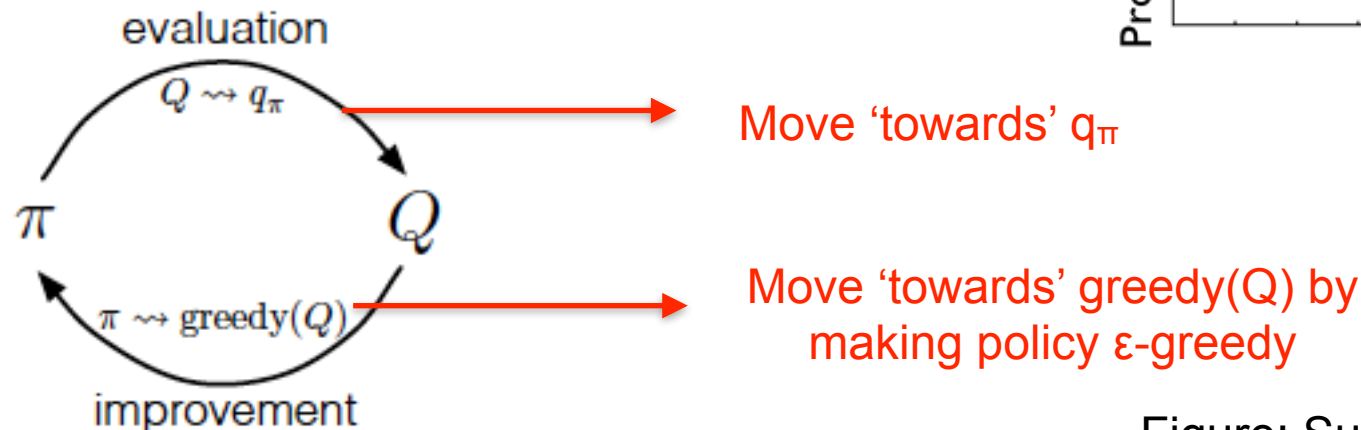 evaluation
Q ⇝ qπ
π
Q
π ⇝ greedy(Q)
improvement
Move ‘towards’ qπ
Move ‘towards’ greedy(Q) by
making policy ε-greedy